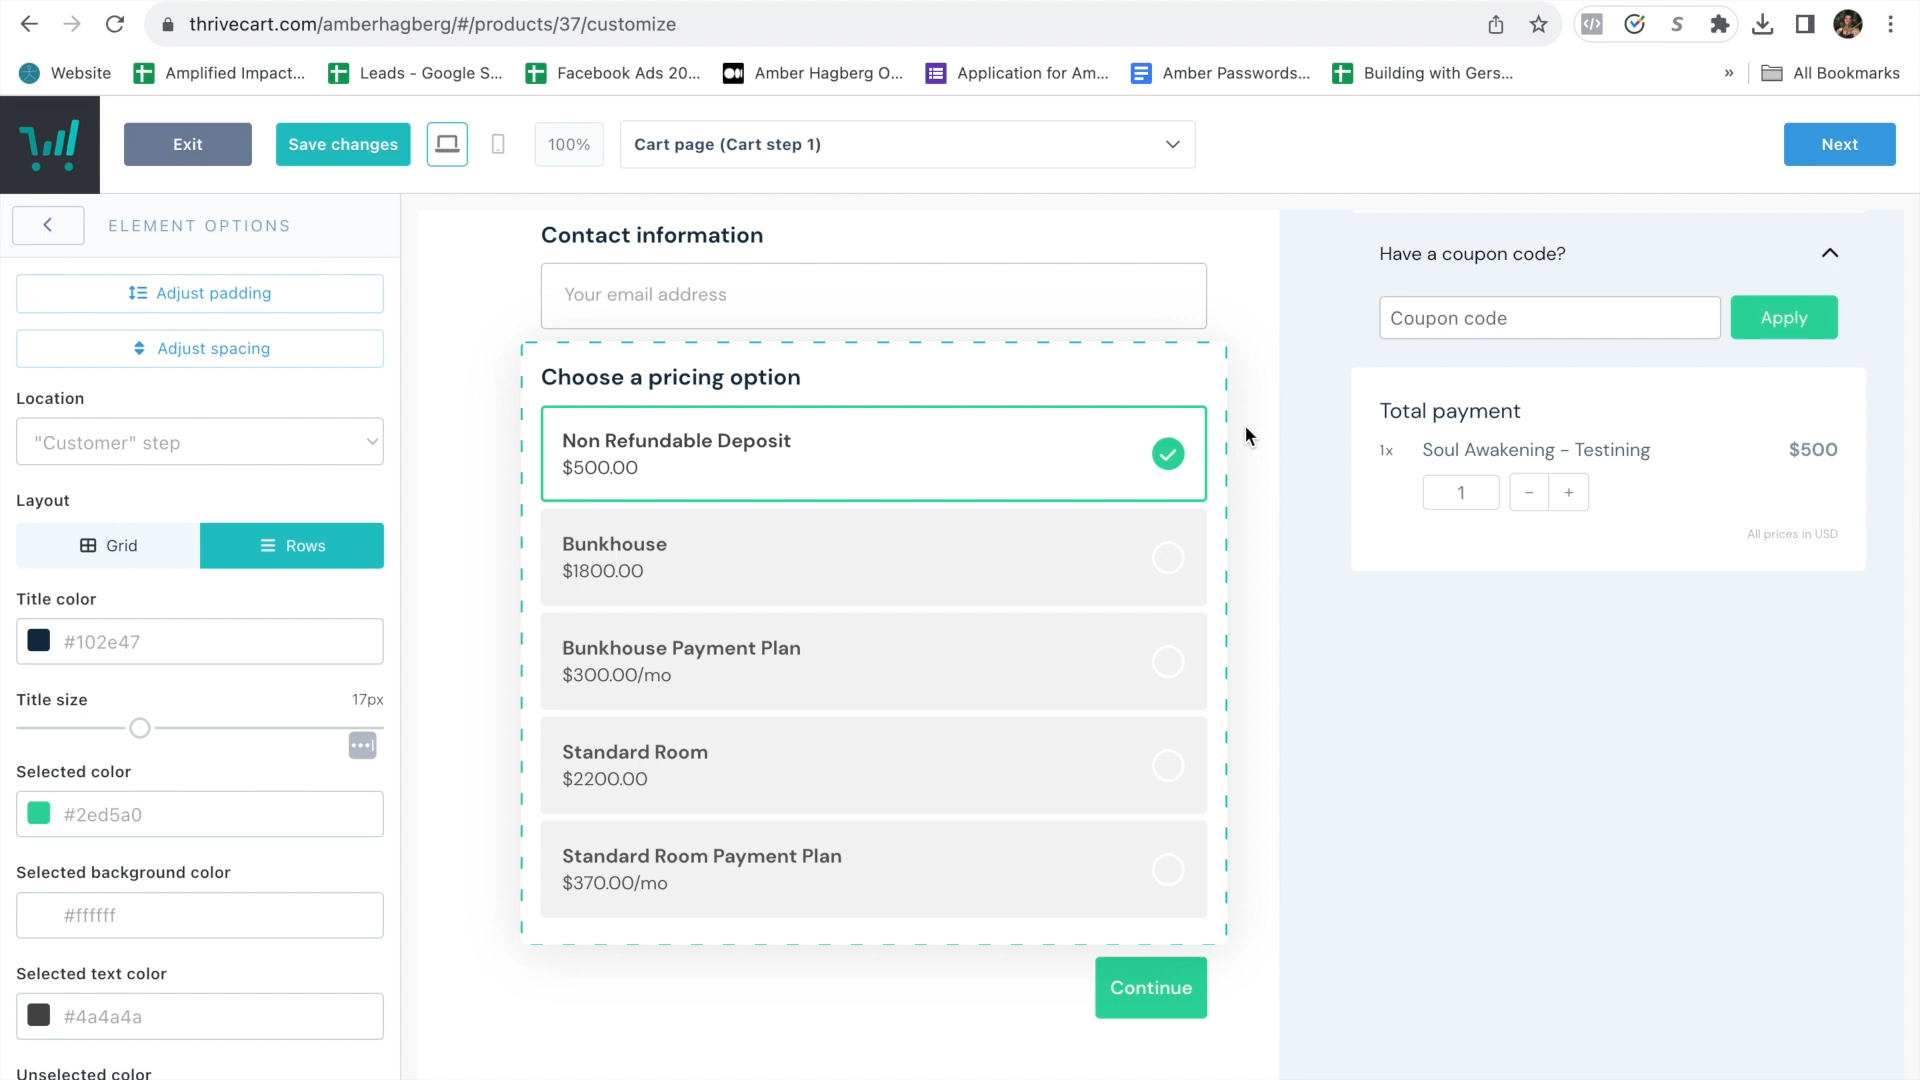 thrivecart.com/amberhagberg/#/products/37/customize
Website
Amplified Impact...
Leads - Google S...
Facebook Ads 20...
Amber Hagberg O...
Application for Am...
Amber Passwords...
Building with Gers...
»
All Bookmarks
Exit
Save changes
100%
Cart page (Cart step 1)
Next
ELEMENT OPTIONS
Adjust padding
Adjust spacing
Location
"Customer" step
Layout
Grid
Rows
Title color
#102e47
Title size
17px
Selected color
#2ed5a0
Selected background color
#ffffff
Selected text color
#4a4a4a
Unselected color
Contact information
Your email address
Choose a pricing option
Non Refundable Deposit
$500.00
Bunkhouse
$1800.00
Bunkhouse Payment Plan
$300.00/mo
Standard Room
$2200.00
Standard Room Payment Plan
$370.00/mo
Continue
Have a coupon code?
Coupon code
Apply
Total payment
1x Soul Awakening - Testining $500
1 - +
All prices in USD